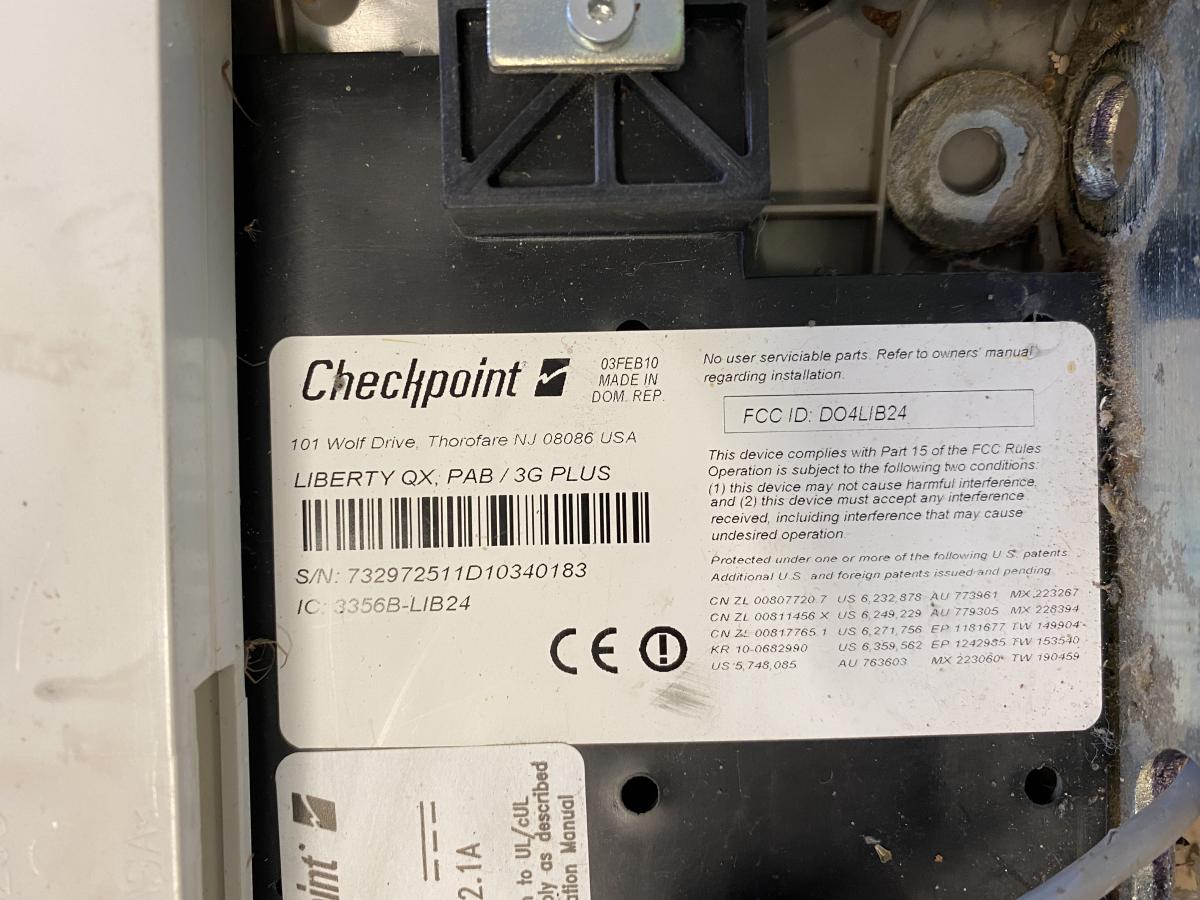 Checkpoint
03FEB10
MADE IN
DOM. REP.
101 Wolf Drive, Thorofare NJ 08086 USA
LIBERTY QX, PAB / 3G PLUS
S/N: 732972511D10340183
IC: 3356B-LIB24
CE
No user serviciable parts. Refer to owners' manual
regarding installation.
FCC ID: DO4LIB24
This device complies with Part 15 of the FCC Rules
Operation is subject to the following two conditions:
(1) this device may not cause harmful interference,
and (2) this device must accept any interference
received, incluiding interference that may cause
undesired operation.
Protected under one or more of the following U.S. patents
Additional U.S. and foreign patents issued and pending
CN ZL 00807720.7 US 6,232,878 AU 773961 MX 223267
CN ZL 00811456 X US 6,249,229 AU 779305 MX 228394
CN ZL 00817765.1 US 6,271,756 EP 1181677 TW 149904
KR 10-0682990 US 6,359,562 EP 1242985 TW 153540
US 5,748,085 AU 763603 MX 223060 TW 190459
int
2.1A
n to UL/cUL
ply as described
ation Manual